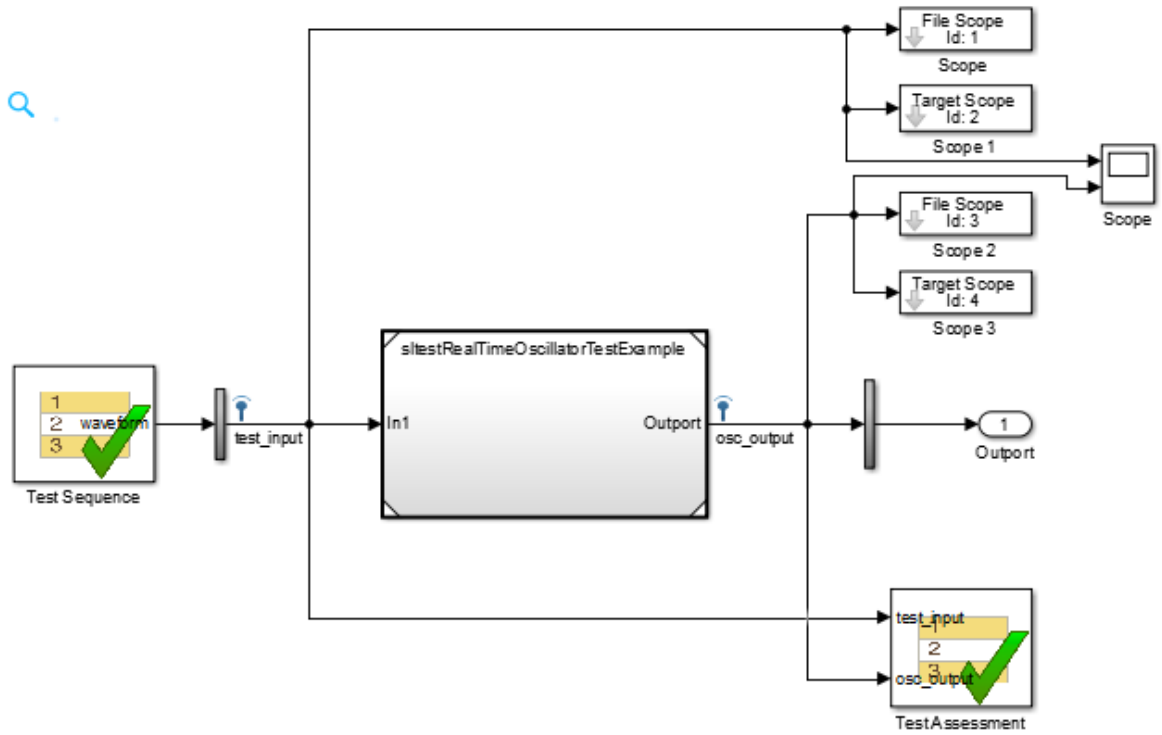 File Scope
Id: 1
Scope
Target Scope
Id: 2
Scope 1
File Scope
Id: 3
Scope 2
Scope
Target Scope
Id: 4
Scope 3
sltestRealTimeOscillatorTestExample
1
2
3
waveform
Test Sequence
test_input
In1
Outport
osc_output
1
Outport
test_input
1
2
3
osc_output
Test Assessment